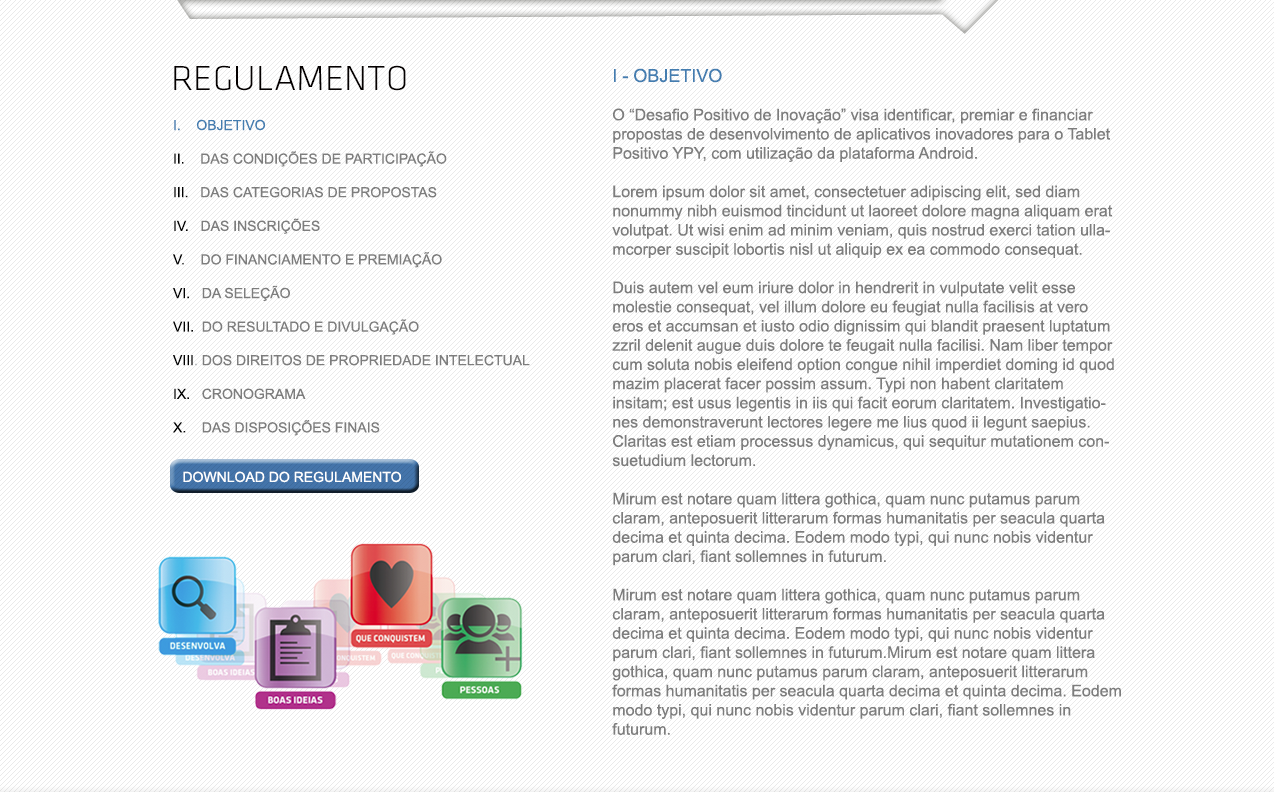 REGULAMENTO
I. OBJETIVO
II. DAS CONDIÇÕES DE PARTICIPAÇÃO
III. DAS CATEGORIAS DE PROPOSTAS
IV. DAS INSCRIÇÕES
V. DO FINANCIAMENTO E PREMIAÇÃO
VI. DA SELEÇÃO
VII. DO RESULTADO E DIVULGAÇÃO
VIII. DOS DIREITOS DE PROPRIEDADE INTELECTUAL
IX. CRONOGRAMA
X. DAS DISPOSIÇÕES FINAIS
DOWNLOAD DO REGULAMENTO
DESENVOLVA
DESENVOLVA
BOAS IDEIAS
BOAS IDEIAS
QUE CONQUISTEM
PESSOAS
I - OBJETIVO
O “Desafio Positivo de Inovação” visa identificar, premiar e financiar
propostas de desenvolvimento de aplicativos inovadores para o Tablet
Positivo YPY, com utilização da plataforma Android.
Lorem ipsum dolor sit amet, consectetuer adipiscing elit, sed diam
nonummy nibh euismod tincidunt ut laoreet dolore magna aliquam erat
volutpat. Ut wisi enim ad minim veniam, quis nostrud exerci tation ulla-
mcorper suscipit lobortis nisl ut aliquip ex ea commodo consequat.
Duis autem vel eum iriure dolor in hendrerit in vulputate velit esse
molestie consequat, vel illum dolore eu feugiat nulla facilisis at vero
eros et accumsan et iusto odio dignissim qui blandit praesent luptatum
zzril delenit augue duis dolore te feugait nulla facilisi. Nam liber tempor
cum soluta nobis eleifend option congue nihil imperdiet doming id quod
mazim placerat facer possim assum. Typi non habent claritatem
insitam; est usus legentis in iis qui facit eorum claritatem. Investigatio-
nes demonstraverunt lectores legere me lius quod ii legunt saepius.
Claritas est etiam processus dynamicus, qui sequitur mutationem con-
suetudium lectorum.
Mirum est notare quam littera gothica, quam nunc putamus parum
claram, anteposuerit litterarum formas humanitatis per seacula quarta
decima et quinta decima. Eodem modo typi, qui nunc nobis videntur
parum clari, fiant sollemnes in futurum.
Mirum est notare quam littera gothica, quam nunc putamus parum
claram, anteposuerit litterarum formas humanitatis per seacula quarta
decima et quinta decima. Eodem modo typi, qui nunc nobis videntur
parum clari, fiant sollemnes in futurum.Mirum est notare quam littera
gothica, quam nunc putamus parum claram, anteposuerit litterarum
formas humanitatis per seacula quarta decima et quinta decima. Eodem
modo typi, qui nunc nobis videntur parum clari, fiant sollemnes in
futurum.